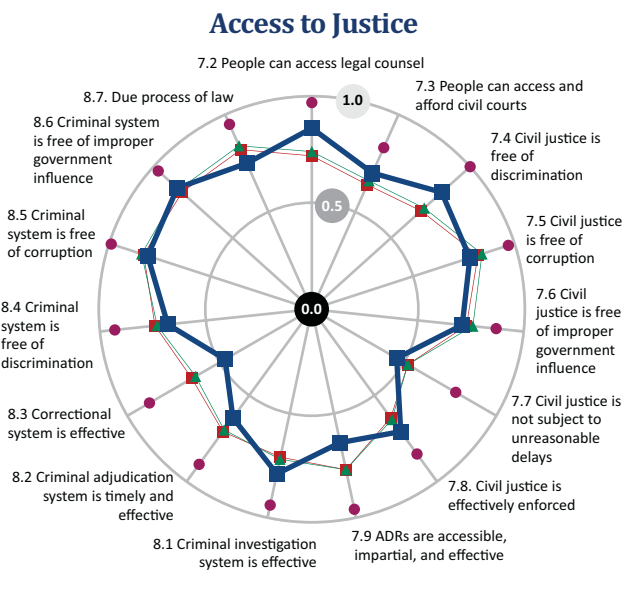 Access to Justice
7.2 People can access legal counsel
1.0
7.3 People can access and
afford civil courts
7.4 Civil justice is
free of
discrimination
7.5 Civil justice
is free of
corruption
7.6 Civil
justice is free
of improper
government
influence
7.7 Civil justice is
not subject to
unreasonable
delays
7.8. Civil justice is
effectively enforced
7.9 ADRs are accessible,
impartial, and effective
8.1 Criminal investigation
system is effective
8.2 Criminal adjudication
system is timely and
effective
8.3 Correctional
system is effective
8.4 Criminal
system is
free of
discrimination
8.5 Criminal
system is free
of corruption
8.6 Criminal system
is free of improper
government
influence
8.7. Due process of law
0.5
0.0